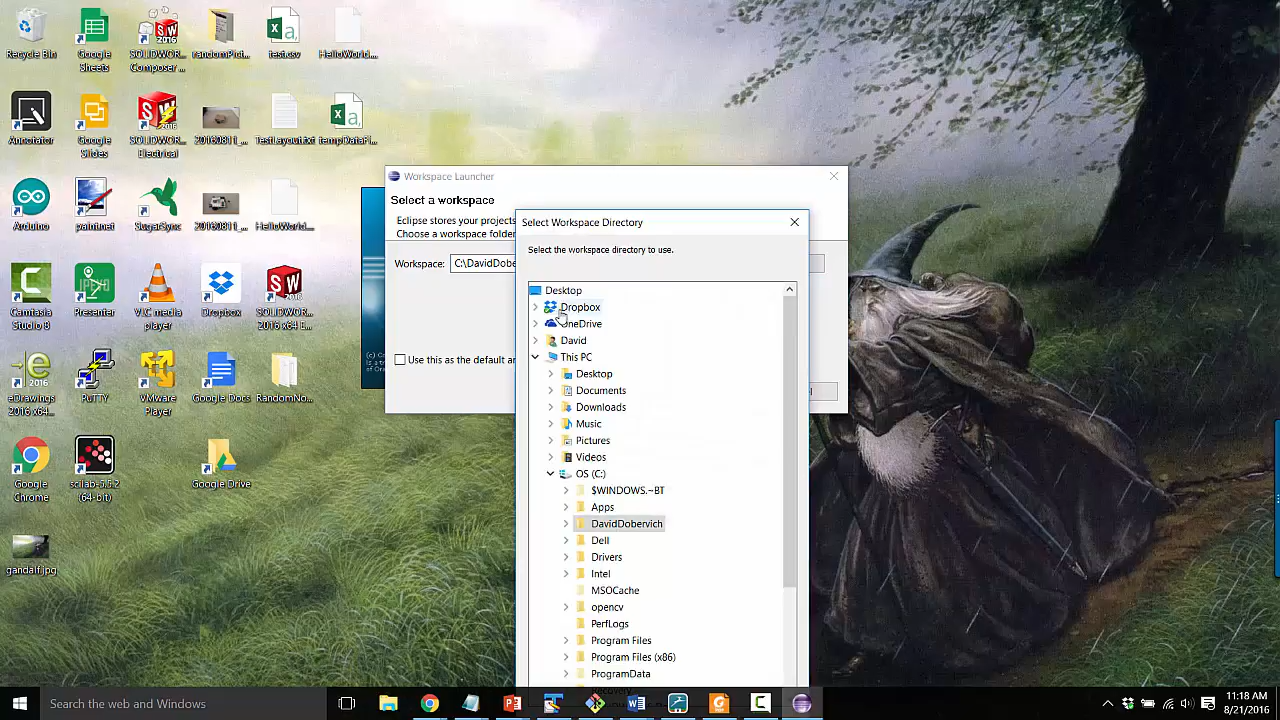 Recycle Bin
Google
Sheets
SOLIDWOR...
Composer ...
randomPict...
test.csv
HelloWorld....
Annotator
Google
Slides
SOLIDWOR...
Electrical
20160811_...
TestLayout.txt
tempDataFi...
Arduino
paintnet
SugarSync
20160811_...
HelloWorld....
Camtasia
Studio 8
Presenter
VLC media
player
Dropbox
SOLIDWOR...
2016 x64 E...
eDrawings
2016 x64...
PuTTY
VMware
Player
Google Docs
RandomNo...
Google
Chrome
scilab-5.5.2
(64-bit)
Google Drive
gandalf.jpg
Workspace Launcher
Select a workspace
Eclipse stores your projects
Choose a workspace folder
Workspace:
C:\DavidDobe
Use this as the default an
Select Workspace Directory
Select the workspace directory to use.
Desktop
Dropbox
OneDrive
David
This PC
Desktop
Documents
Downloads
Music
Pictures
Videos
OS (C:)
$WINDOWS.~BT
Apps
DavidDobervich
Dell
Drivers
Intel
MSOCache
opencv
PerfLogs
Program Files
Program Files (x86)
ProgramData
Search the web and Windows
11:18 AM
8/21/2016